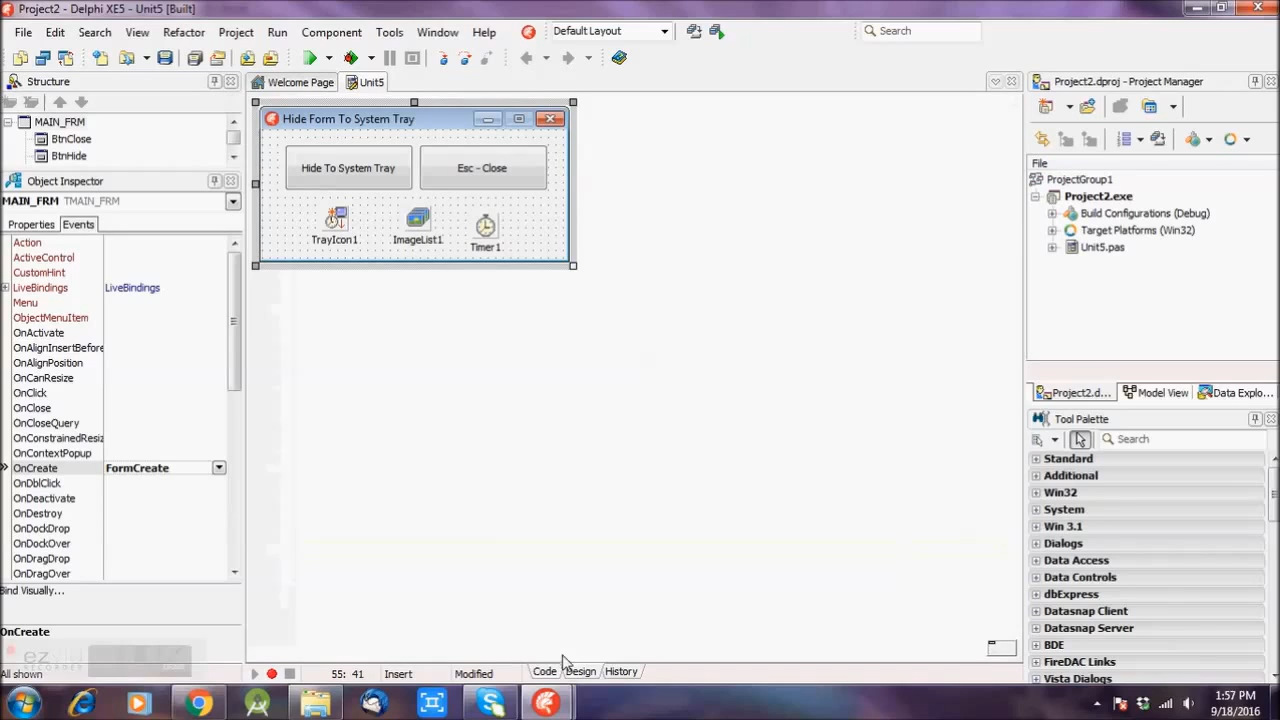 Project2 - Delphi XE5 - Unit5 [Built]
File Edit Search View Refactor Project Run Component Tools Window Help
Default Layout
Search
Structure
Welcome Page
Unit5
Project2.dproj - Project Manager
MAIN_FRM
BtnClose
BtnHide
Hide Form To System Tray
Hide To System Tray
Esc - Close
TrayIcon1
ImageList1
Timer1
Object Inspector
MAIN_FRM TMAIN_FRM
Properties Events
Action
ActiveControl
CustomHint
LiveBindings LiveBindings
Menu
ObjectMenuItem
OnActivate
OnAlignInsertBefore
OnAlignPosition
OnCanResize
OnClick
OnClose
OnCloseQuery
OnConstrainedResiz
OnContextPopup
OnCreate FormCreate
OnDblClick
OnDeactivate
OnDestroy
OnDockDrop
OnDockOver
OnDragDrop
OnDragOver
Bind Visually...
OnCreate
ez
RECORDER
All shown
55: 41 Insert Modified
Code Design History
File
ProjectGroup1
Project2.exe
Build Configurations (Debug)
Target Platforms (Win32)
Unit5.pas
Project2.d... Model View Data Explo...
Tool Palette
Search
Standard
Additional
Win32
System
Win 3.1
Dialogs
Data Access
Data Controls
dbExpress
Datasnap Client
Datasnap Server
BDE
FireDAC Links
Vista Dialogs
1:57 PM
9/18/2016